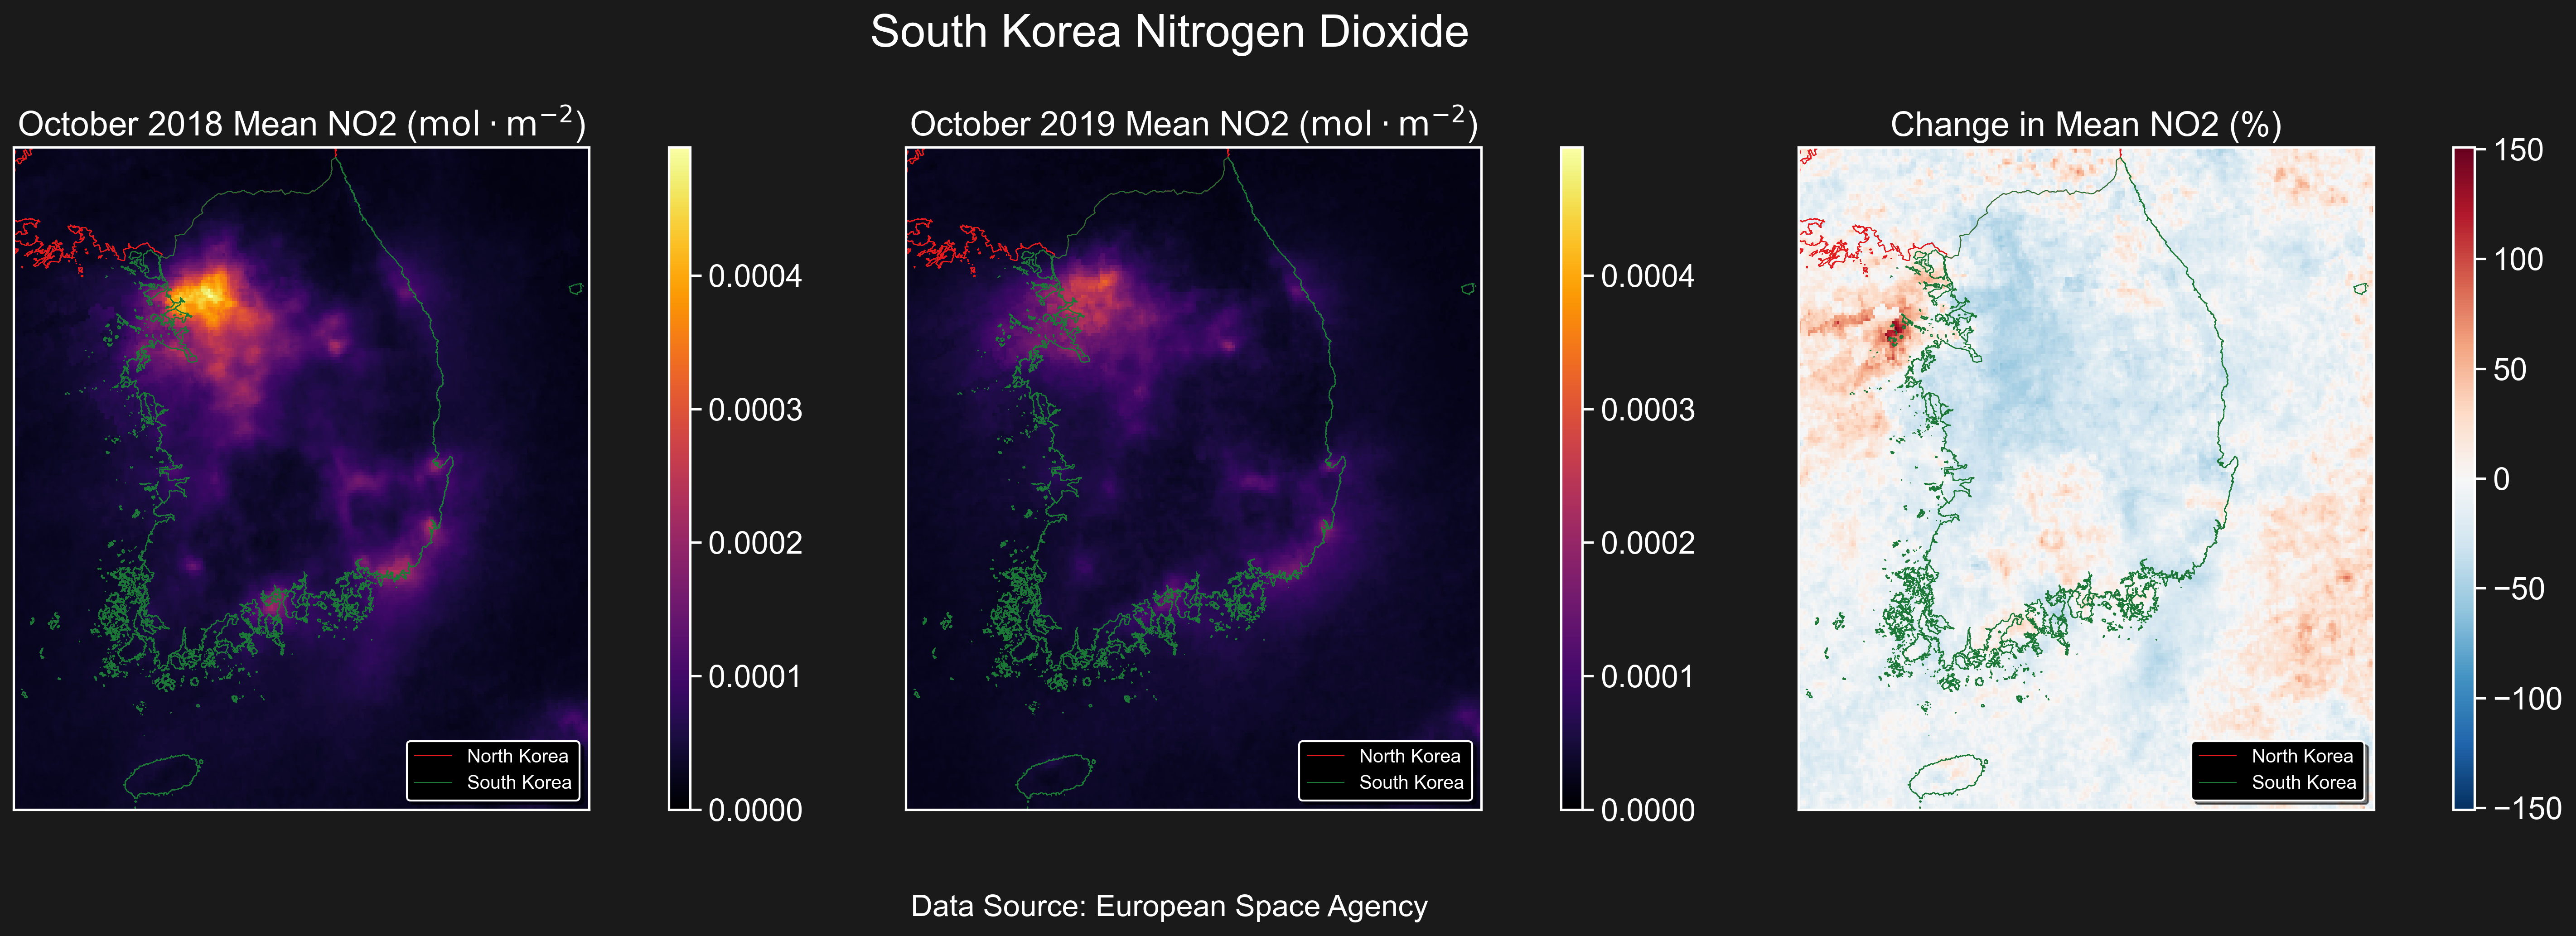 South Korea Nitrogen Dioxide
October 2018 Mean NO2 (mol · m⁻²)
0.0004
0.0003
0.0002
0.0001
0.0000
North Korea
South Korea
October 2019 Mean NO2 (mol · m⁻²)
0.0004
0.0003
0.0002
0.0001
0.0000
North Korea
South Korea
Change in Mean NO2 (%)
150
100
50
0
−50
−100
−150
North Korea
South Korea
Data Source: European Space Agency